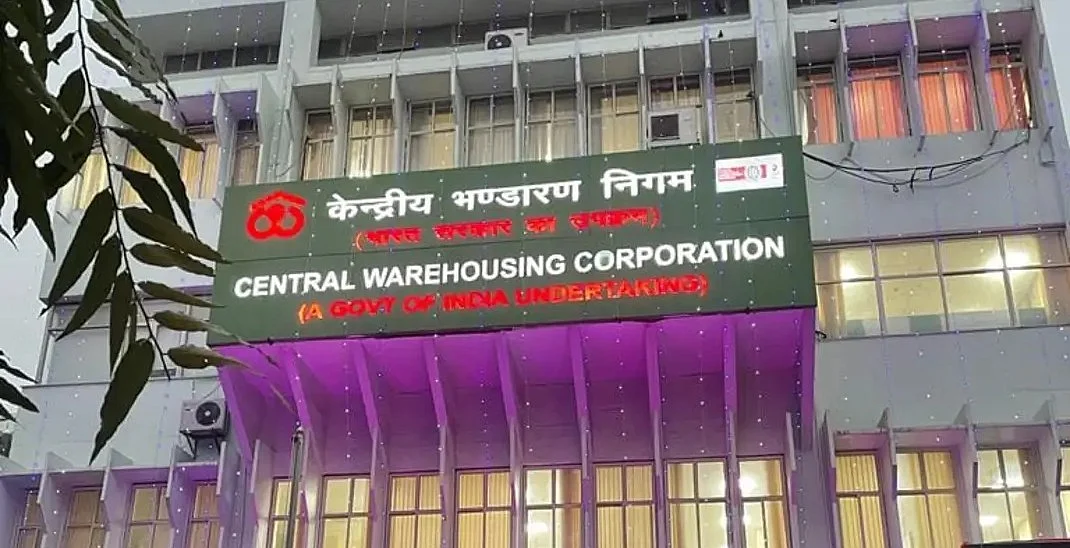 केन्द्रीय भण्डारण निगम
(भारत सरकार का उपक्रम)
CENTRAL WAREHOUSING CORPORATION
(A GOVT OF INDIA UNDERTAKING)